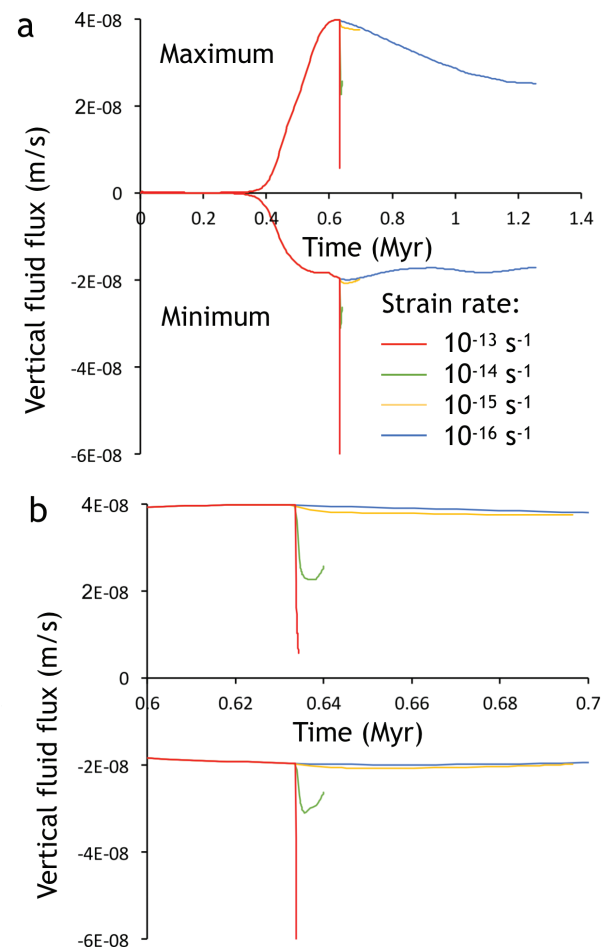 a
4E-08
Maximum
2E-08
0
0 0.2 0.4 0.6 0.8 1 1.2 1.4
Time (Myr)
Vertical fluid flux (m/s)
-2E-08
Minimum
Strain rate:
10⁻¹³ s⁻¹
-4E-08
10⁻¹⁴ s⁻¹
10⁻¹⁵ s⁻¹
10⁻¹⁶ s⁻¹
-6E-08
b
4E-08
2E-08
0
0.6 0.62 0.64 0.66 0.68 0.7
Time (Myr)
Vertical fluid flux (m/s)
-2E-08
-4E-08
-6E-08